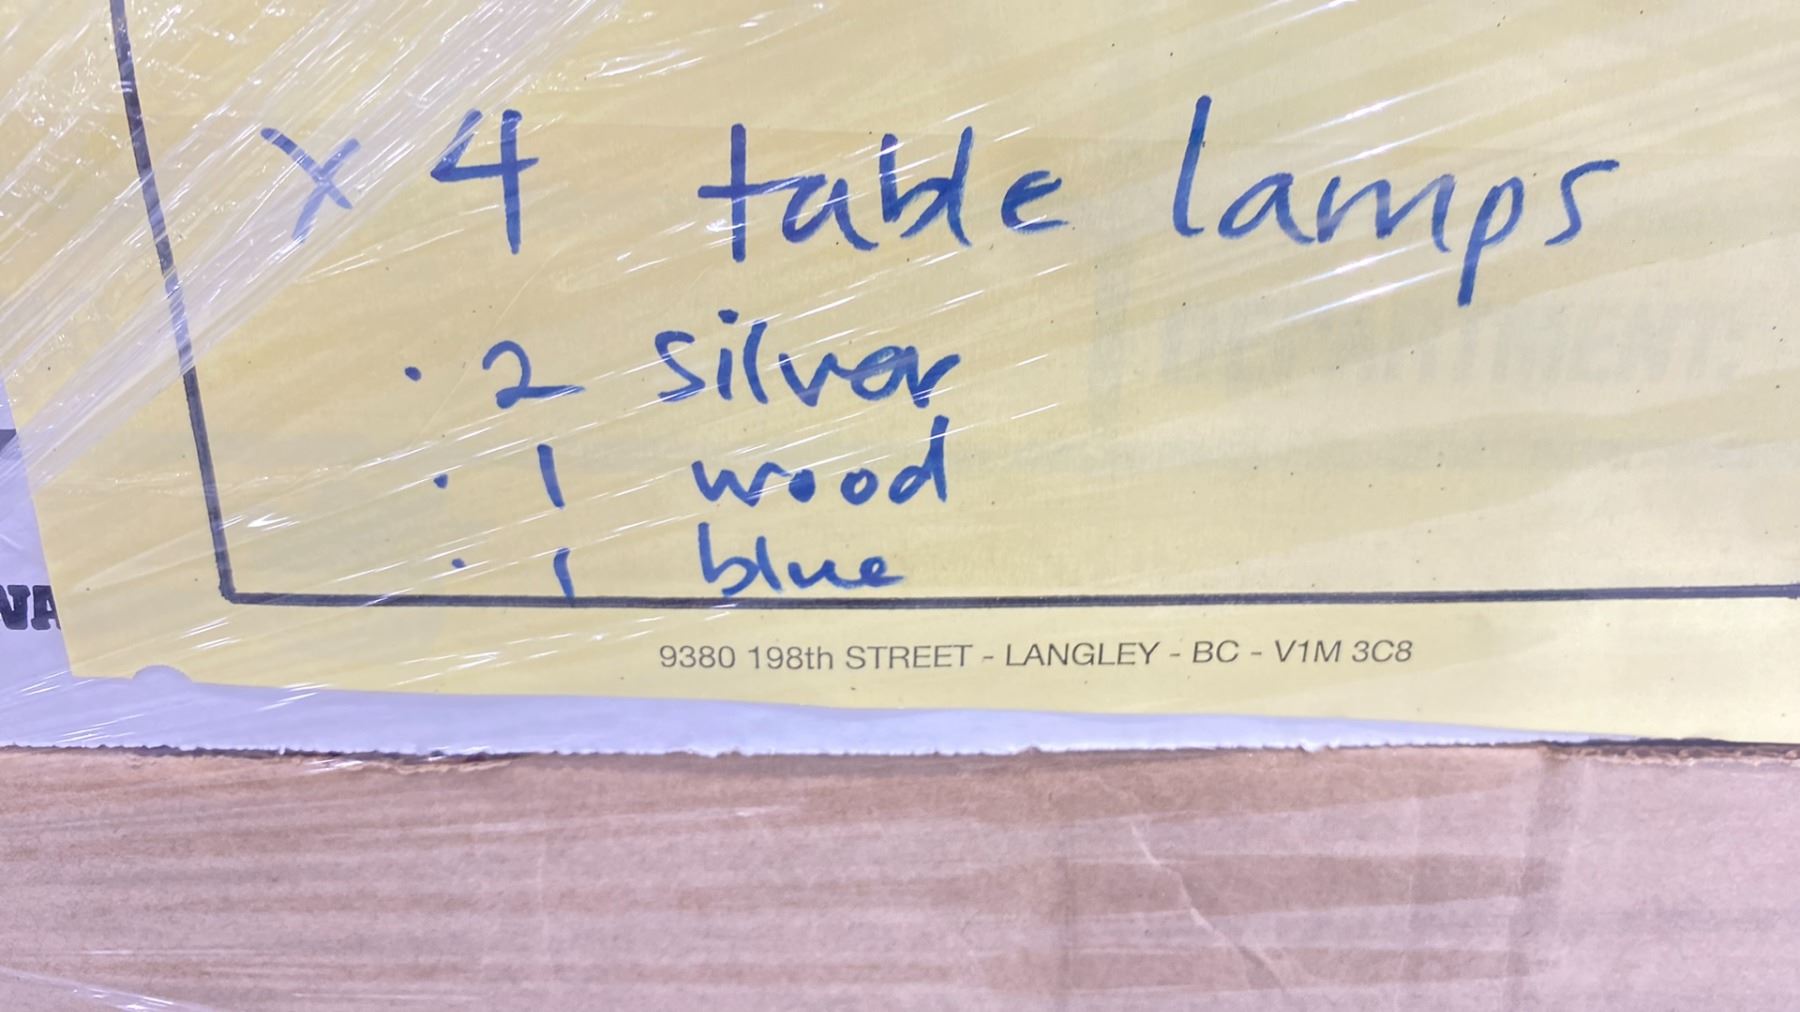 x 4 table lamps
· 2 silver
· 1 wood
· 1 blue
9380 198th STREET - LANGLEY - BC - V1M 3C8